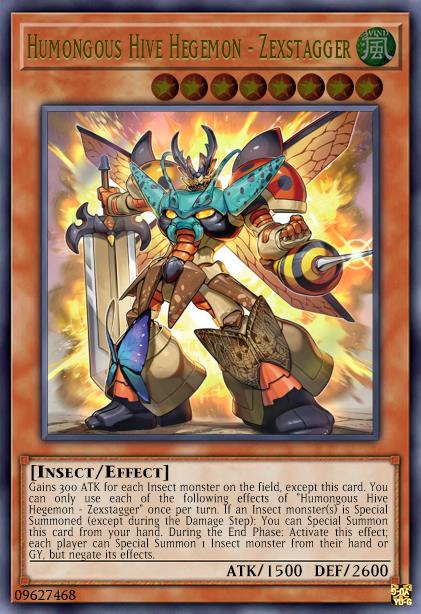 Humongous Hive Hegemon - Zexstagger
WIND
風
[Insect/Effect]
Gains 300 ATK for each Insect monster on the field, except this card. You
can only use each of the following effects of "Humongous Hive
Hegemon - Zexstagger" once per turn. If an Insect monster(s) is Special
Summoned (except during the Damage Step): You can Special Summon
this card from your hand. During the End Phase: Activate this effect;
each player can Special Summon 1 Insect monster from their hand or
GY, but negate its effects.
ATK/1500 DEF/2600
09627468